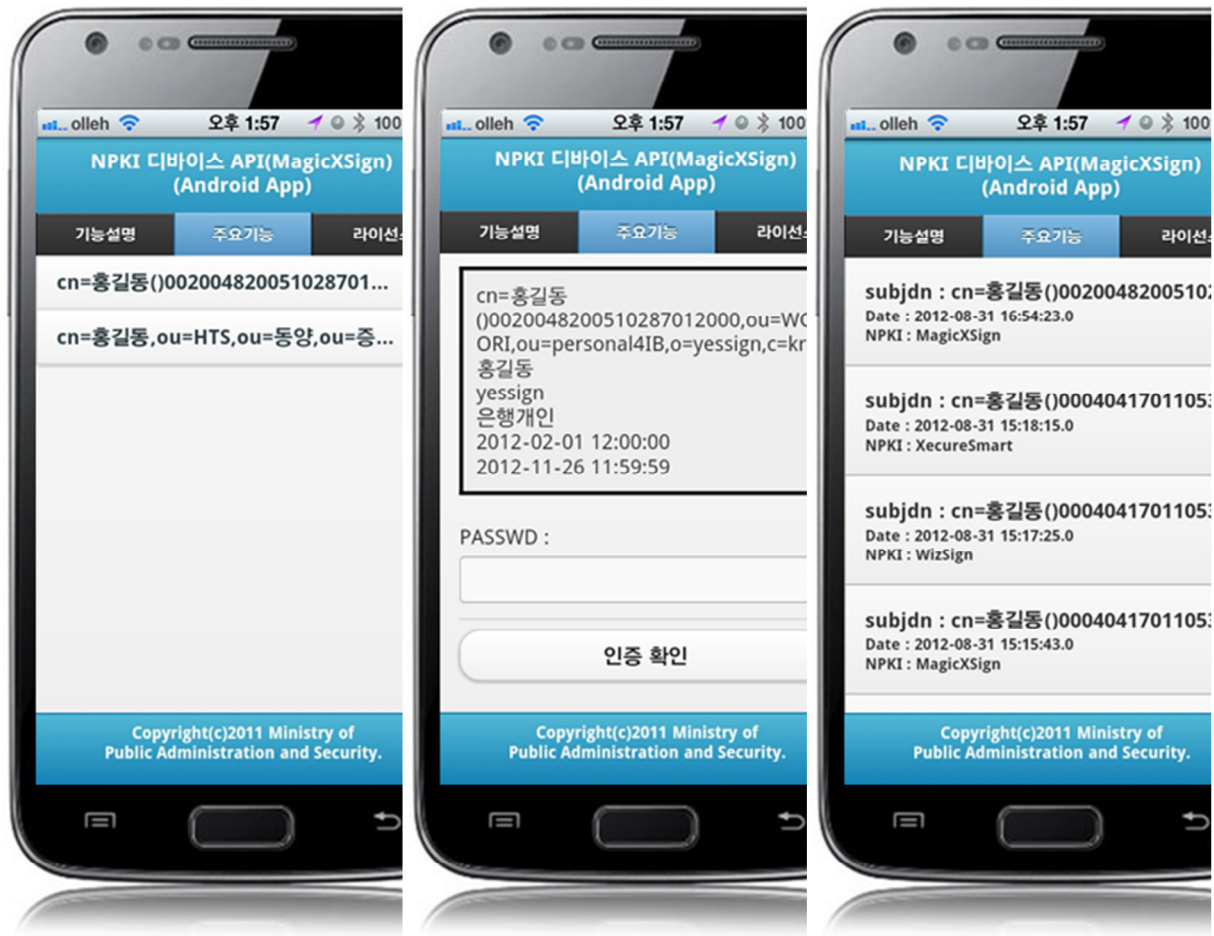 olleh 오후 1:57 100
NPKI 디바이스 API(MagicXSign)
(Android App)
기능설명 주요기능
cn=홍길동()002004820051028701...
cn=홍길동,ou=HTS,ou=동양,ou=증...
Copyright(c)2011 Ministry of
Public Administration and Security.
olleh 오후 1:57 100
NPKI 디바이스 API(MagicXSign)
(Android App)
기능설명 주요기능
cn=홍길동
()0020048200510287012000,ou=WO
ORI,ou=personal4IB,o=yessign,c=kr
홍길동
yessign
은행개인
2012-02-01 12:00:00
2012-11-26 11:59:59
PASSWD :
인증 확인
Copyright(c)2011 Ministry of
Public Administration and Security.
olleh 오후 1:57 100
NPKI 디바이스 API(MagicXSign)
(Android App)
기능설명 주요기능
subjdn : cn=홍길동()00200482005102
Date : 2012-08-31 16:54:23.0
NPKI : MagicXSign
subjdn : cn=홍길동()00040417011053
Date : 2012-08-31 15:18:15.0
NPKI : XecureSmart
subjdn : cn=홍길동()00040417011053
Date : 2012-08-31 15:17:25.0
NPKI : WizSign
subjdn : cn=홍길동()00040417011053
Date : 2012-08-31 15:15:43.0
NPKI : MagicXSign
Copyright(c)2011 Ministry of
Public Administration and Security.